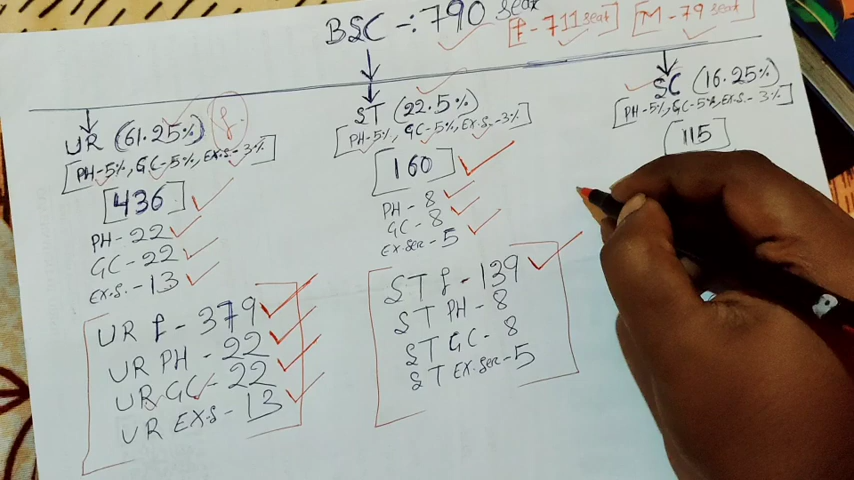 BSC -: 790 seat [f - 711 seat] [M - 79 seat]
UR (61.25%) f.
[PH-5%, GC-5%, EX.S-3%]
[436]
PH - 22
GC - 22
EX.S. - 13
UR f - 379
UR PH - 22
UR GC - 22
UR EX.S - 13
ST (22.5%)
[PH-5%, GC-5%, EX.S.-3%]
[160]
PH - 8
GC - 8
EX.Ser - 5
ST f - 139
ST PH - 8
ST GC - 8
ST EX.Ser - 5
SC (16.25%)
[PH-5%, GC-5%, EX.S.-3%]
[115]